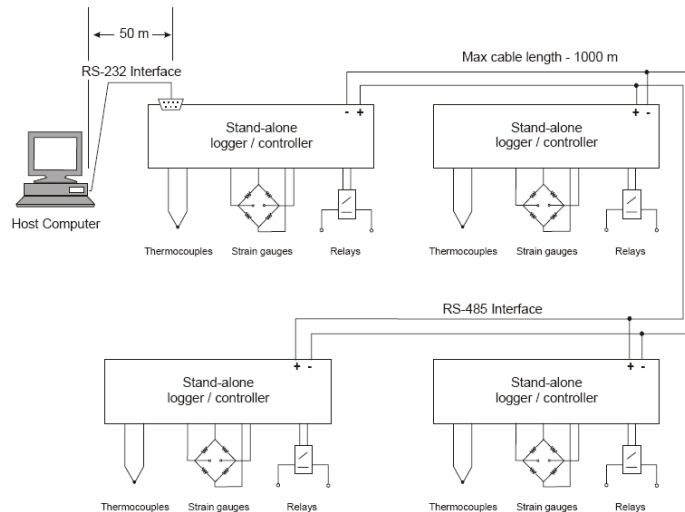 50 m
RS-232 Interface
Max cable length - 1000 m
- +
+ -
Stand-alone
logger / controller
Stand-alone
logger / controller
Host Computer
Thermocouples Strain gauges Relays
Thermocouples Strain gauges Relays
RS-485 Interface
+ -
+ -
Stand-alone
logger / controller
Stand-alone
logger / controller
Thermocouples Strain gauges Relays
Thermocouples Strain gauges Relays